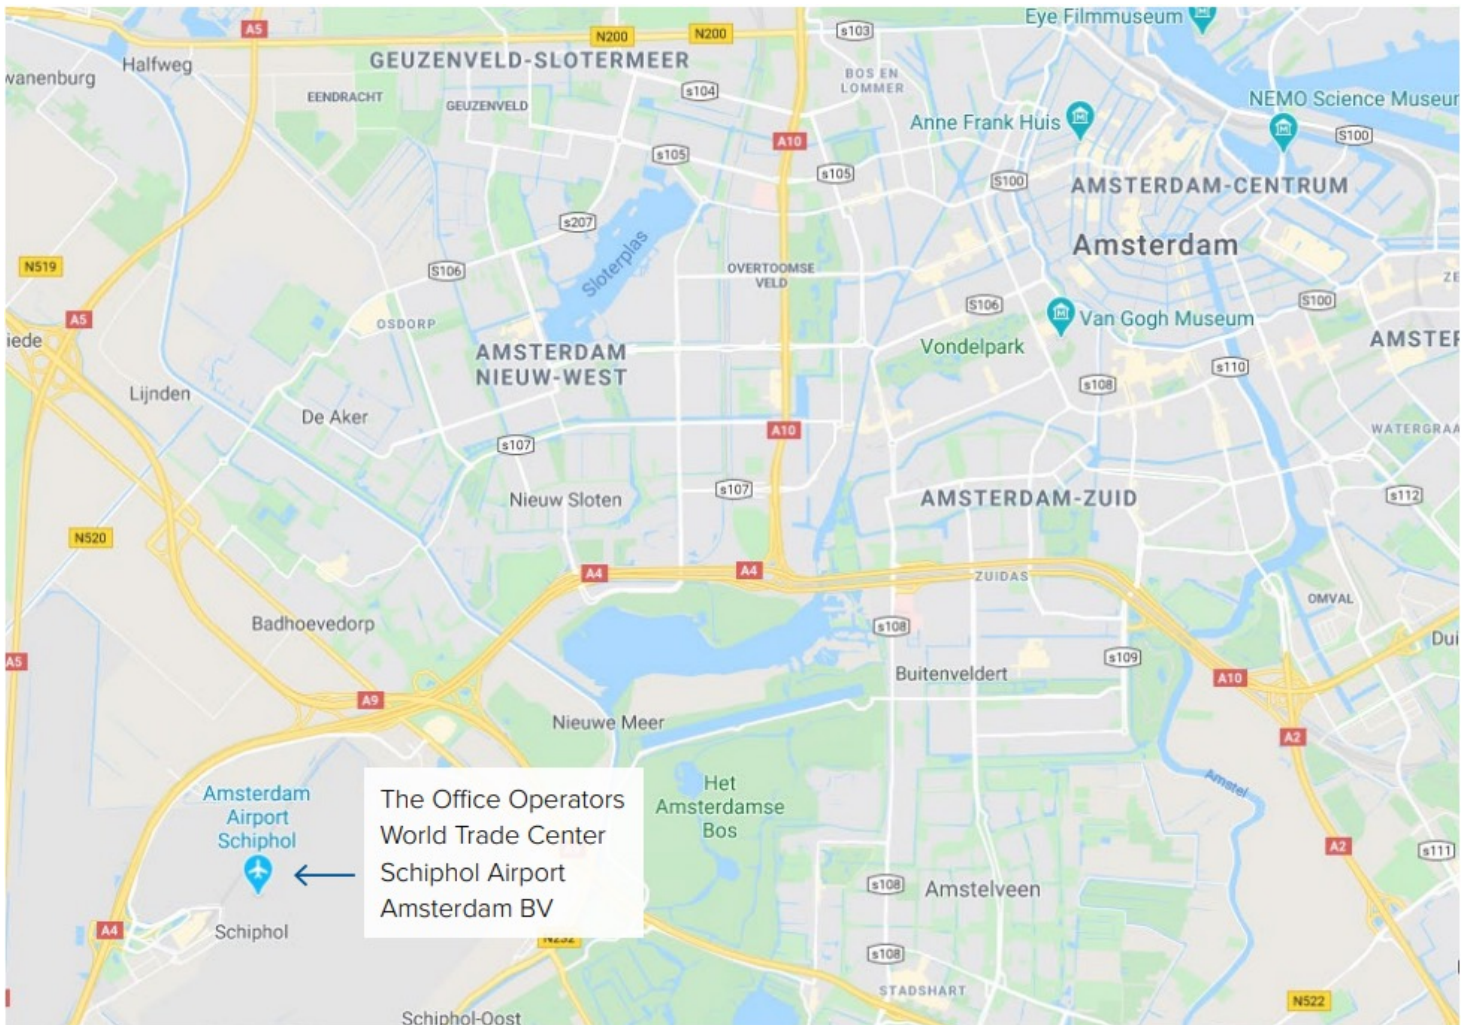 Eye Filmmuseum
A5
N200
N200
s103
Halfweg
GEUZENVELD-SLOTERMEER
BOS EN
LOMMER
wanenburg
EENDRACHT
GEUZENVELD
s104
NEMO Science Museum
Anne Frank Huis
A10
S100
s105
s105
S100
AMSTERDAM-CENTRUM
s207
Amsterdam
Sloterplas
N519
S106
OVERTOOMSE
VELD
S106
S100
A5
OSDORP
Van Gogh Museum
iede
AMSTERDAM
NIEUW-WEST
Vondelpark
AMSTER
Lijnden
s110
s108
De Aker
A10
WATERGRAA
s107
Nieuw Sloten
s107
AMSTERDAM-ZUID
s112
N520
A4
A4
ZUIDAS
OMVAL
Badhoevedorp
s108
Dui
A5
s109
Buitenveldert
A10
A9
Nieuwe Meer
A2
Amstel
Amsterdam
Airport
Schiphol
The Office Operators
World Trade Center
Schiphol Airport
Amsterdam BV
Het
Amsterdamse
Bos
A2
s111
s108
Amstelveen
A4
Schiphol
N232
s108
STADSHART
N522
Schiphol-Oost